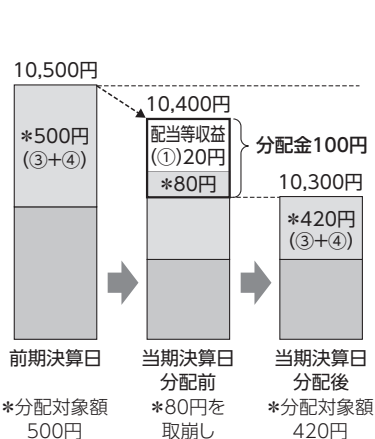 10,500円
*500円
(③+④)
10,400円
配当等収益
(①)20円
*80円
分配金100円
10,300円
*420円
(③+④)
前期決算日
当期決算日
分配前
当期決算日
分配後
*分配対象額
500円
*80円を
取崩し
*分配対象額
420円